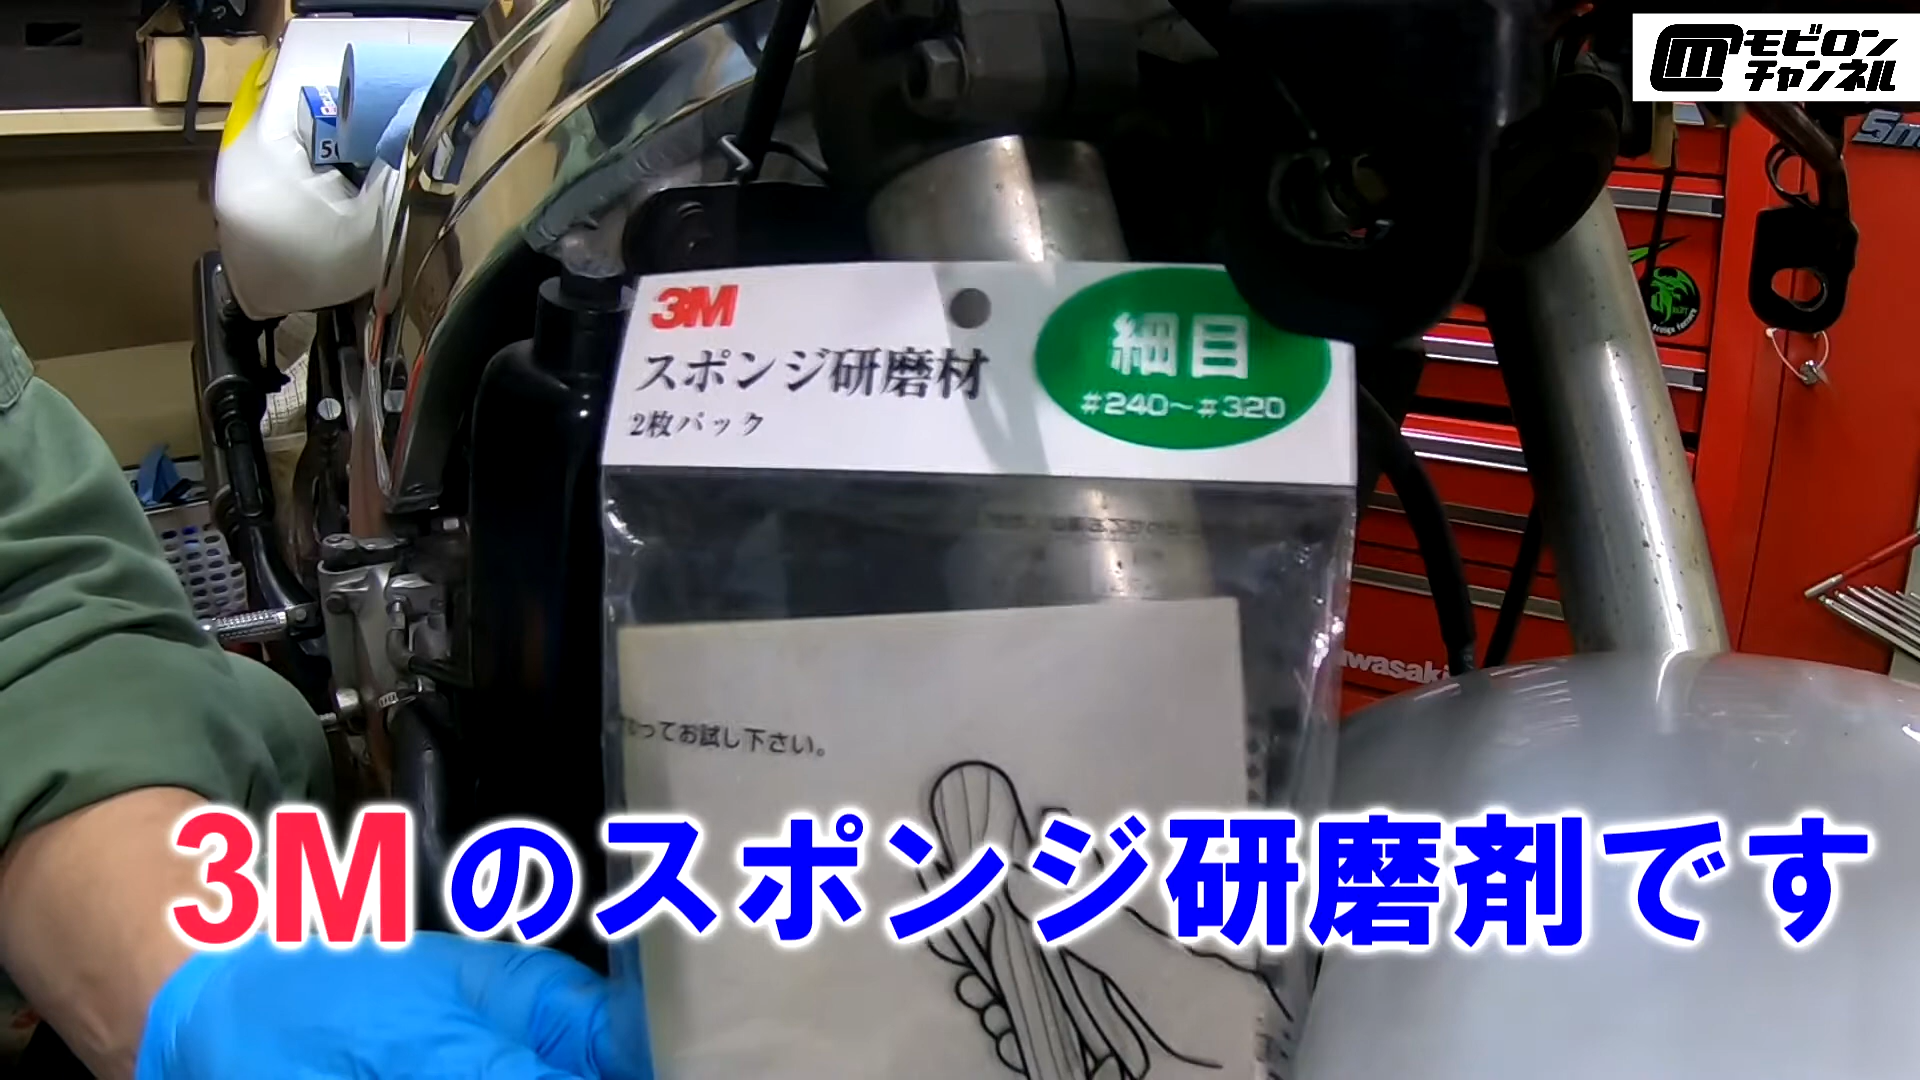 モビロン
チャンネル
3M
スポンジ研磨材
2枚パック
細目
#240～#320
ってお試し下さい。
3Mのスポンジ研磨剤です